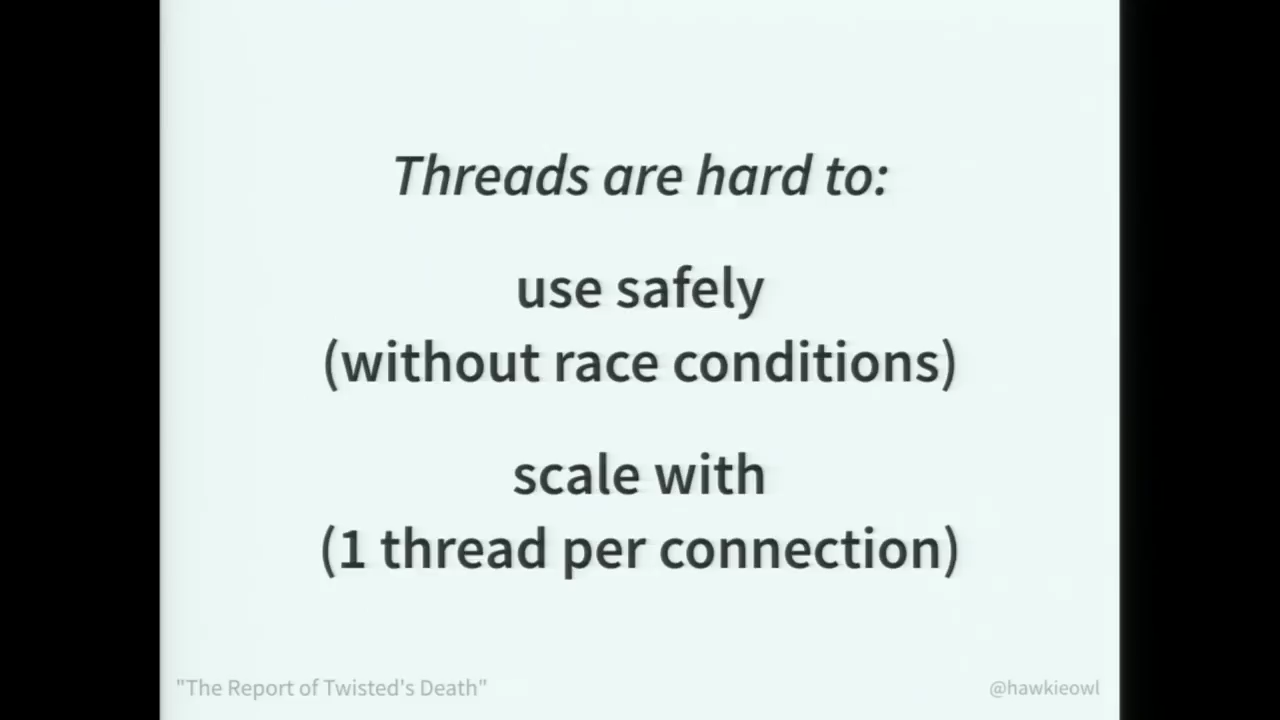 Threads are hard to:
use safely
(without race conditions)
scale with
(1 thread per connection)
"The Report of Twisted's Death"
@hawkieowl